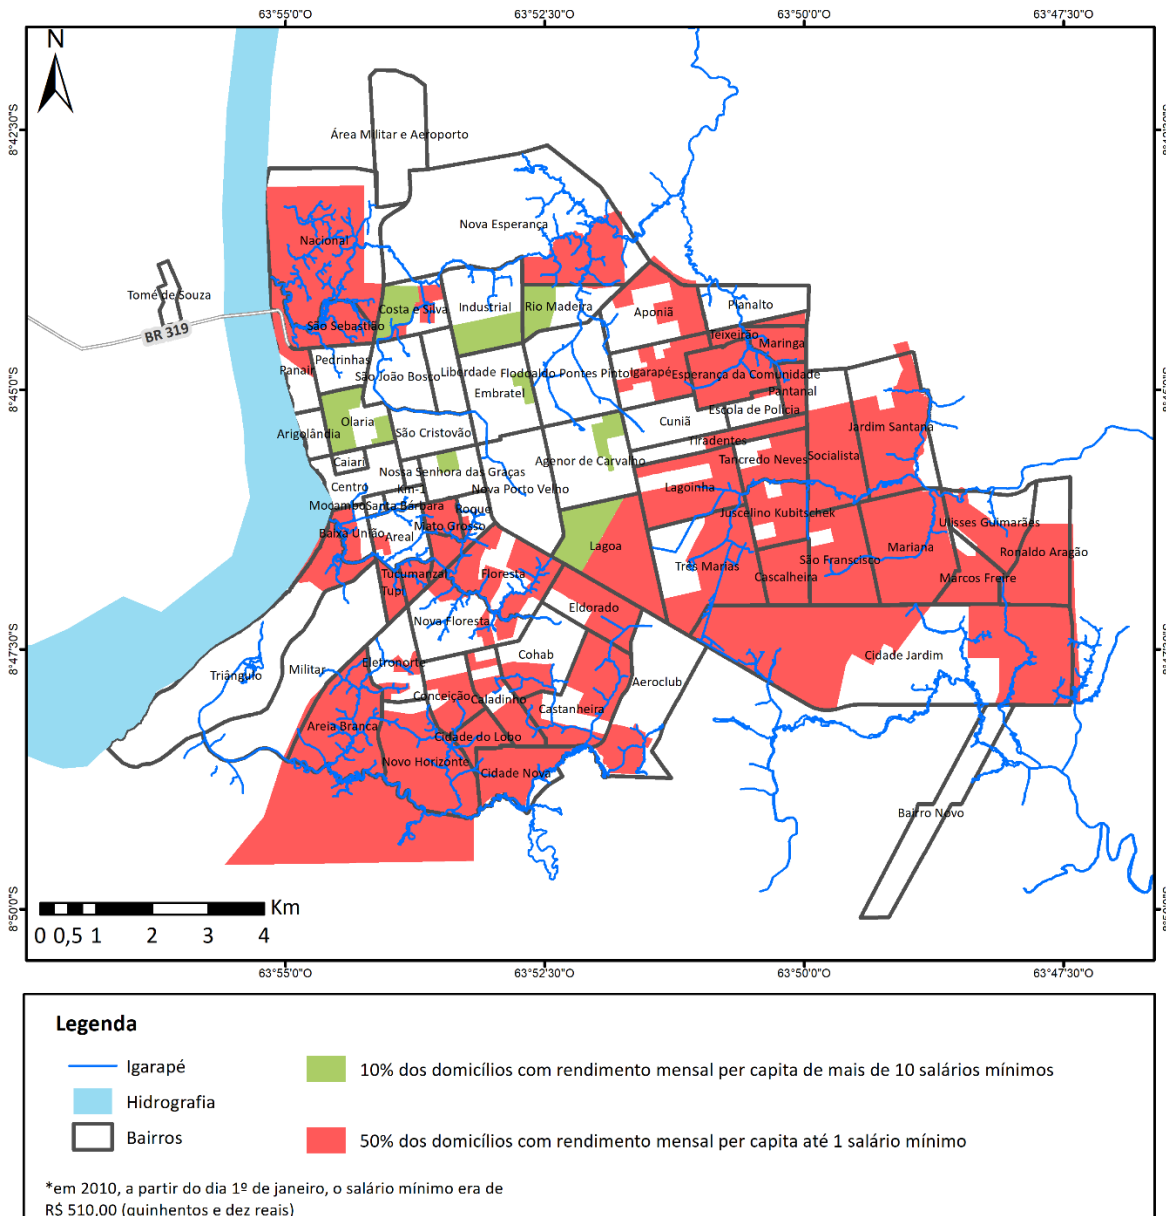 63°55'0"O 63°52'30"O 63°50'0"O 63°47'30"O
N
8°42'30"S
Área Militar e Aeroporto
Nova Esperança
Nacional
Tomé de Souza
BR 319
Costa e Silva
Industrial
Rio Madeira
Aponiã
Planalto
São Sebastião
Teixeirão
Maringa
Pedrinhas
Panair
São João Bosco
Liberdade
Flodoaldo Pontes Pinto
Igarapé
Esperança da Comunidade
8°45'0"S
Embratel
Pantanal
Escola de Polícia
Olaria
Arigolândia
São Cristovão
Cuniã
Jardim Santana
Tiradentes
Caiari
Nossa Senhora das Graças
Agenor de Carvalho
Tancredo Neves
Socialista
Centro
Km-1
Nova Porto Velho
Lagoinha
Mocambo
Santa Bárbara
Roque
Juscelino Kubitschek
Baixa União
Areal
Mato Grosso
Ulisses Guimarães
Lagoa
Mariana
Ronaldo Aragão
Três Marias
São Franscisco
Tucumanzal
Floresta
Cascalheira
Marcos Freire
Tupi
Eldorado
Nova Floresta
8°47'30"S
Cohab
Cidade Jardim
Eletronorte
Militar
Triângulo
Aeroclub
Conceição
Caladinho
Castanheira
Areia Branca
Cidade do Lobo
Novo Horizonte
Cidade Nova
Bairro Novo
8°50'0"S
8°50'0"S
Km
0 0,5 1 2 3 4
63°55'0"O 63°52'30"O 63°50'0"O 63°47'30"O
Legenda
Igarapé
10% dos domicílios com rendimento mensal per capita de mais de 10 salários mínimos
Hidrografia
Bairros
50% dos domicílios com rendimento mensal per capita até 1 salário mínimo
*em 2010, a partir do dia 1º de janeiro, o salário mínimo era de
R$ 510,00 (quinhentos e dez reais)